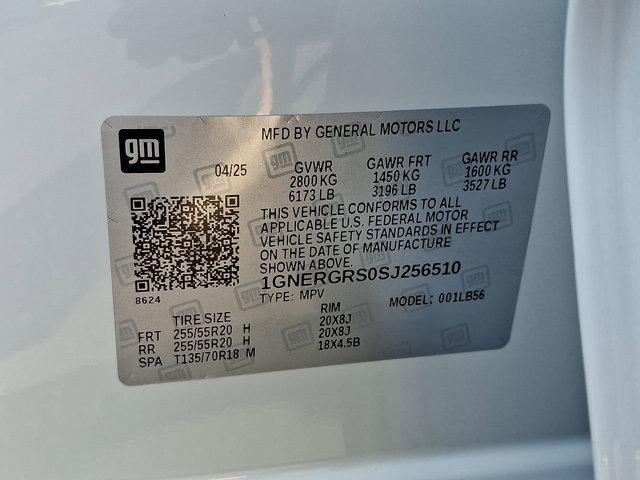 gm
MFD BY GENERAL MOTORS LLC
04/25 GVWR GAWR FRT GAWR RR
2800 KG 1450 KG 1600 KG
6173 LB 3196 LB 3527 LB
THIS VEHICLE CONFORMS TO ALL
APPLICABLE U.S. FEDERAL MOTOR
VEHICLE SAFETY STANDARDS IN EFFECT
ON THE DATE OF MANUFACTURE
SHOWN ABOVE.
1GNERGRS0SJ256510
8624
TYPE: MPV MODEL: 001LB56
TIRE SIZE RIM
FRT 255/55R20 H 20X8J
RR 255/55R20 H 20X8J
SPA T135/70R18 M 18X4.5B